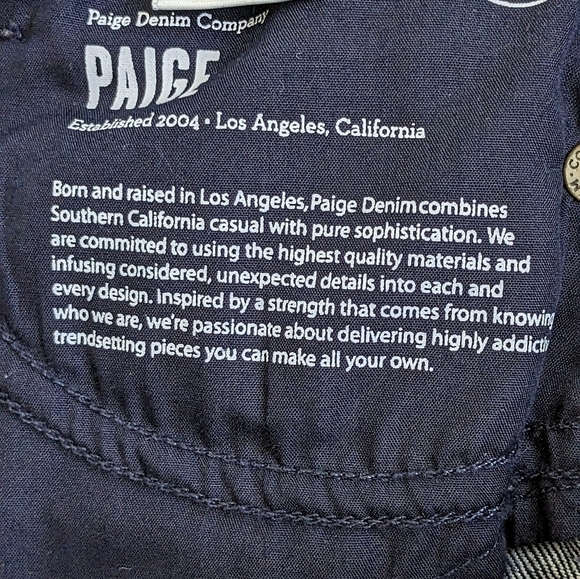 Paige Denim Company
PAIGE
Established 2004 • Los Angeles, California
Born and raised in Los Angeles, Paige Denim combines
Southern California casual with pure sophistication. We
are committed to using the highest quality materials and
infusing considered, unexpected details into each and
every design. Inspired by a strength that comes from knowing
who we are, we're passionate about delivering highly addictiv
trendsetting pieces you can make all your own.